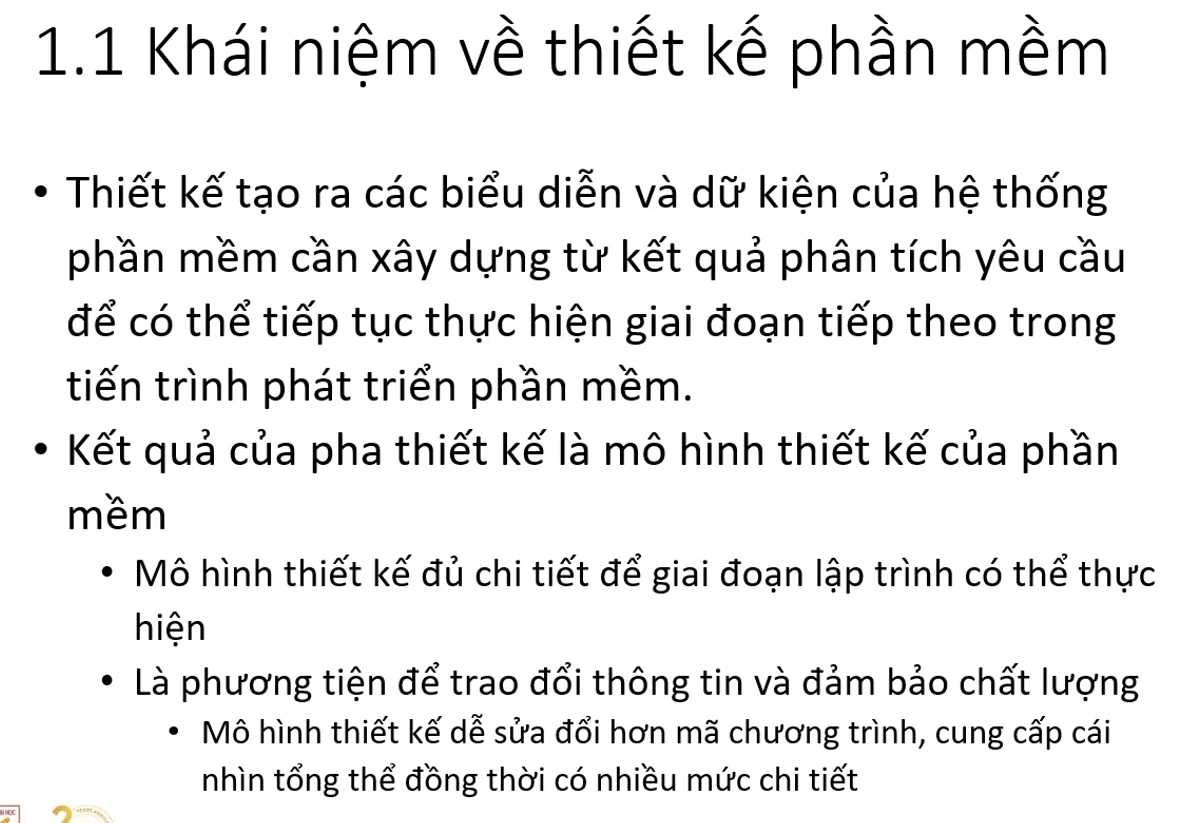 1.1 Khái niệm về thiết kế phần mềm
• Thiết kế tạo ra các biểu diễn và dữ kiện của hệ thống
phần mềm cần xây dựng từ kết quả phân tích yêu cầu
để có thể tiếp tục thực hiện giai đoạn tiếp theo trong
tiến trình phát triển phần mềm.
• Kết quả của pha thiết kế là mô hình thiết kế của phần
mềm
• Mô hình thiết kế đủ chi tiết để giai đoạn lập trình có thể thực
hiện
• Là phương tiện để trao đổi thông tin và đảm bảo chất lượng
• Mô hình thiết kế dễ sửa đổi hơn mã chương trình, cung cấp cái
nhìn tổng thể đồng thời có nhiều mức chi tiết